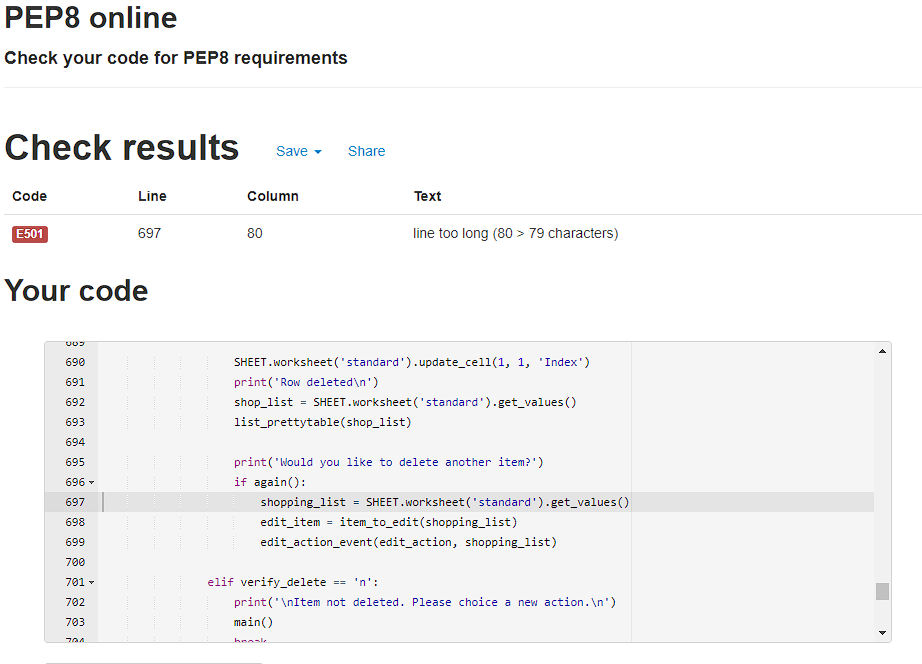 PEP8 online
Check your code for PEP8 requirements
Check results Save Share
Code Line Column Text
E501 697 80 line too long (80 > 79 characters)
Your code
689
690 SHEET.worksheet('standard').update_cell(1, 1, 'Index')
691 print('Row deleted\n')
692 shop_list = SHEET.worksheet('standard').get_values()
693 list_prettytable(shop_list)
694
695 print('Would you like to delete another item?')
696 if again():
697 shopping_list = SHEET.worksheet('standard').get_values()
698 edit_item = item_to_edit(shopping_list)
699 edit_action_event(edit_action, shopping_list)
700
701 elif verify_delete == 'n':
702 print('\nItem not deleted. Please choice a new action.\n')
703 main()
704 break